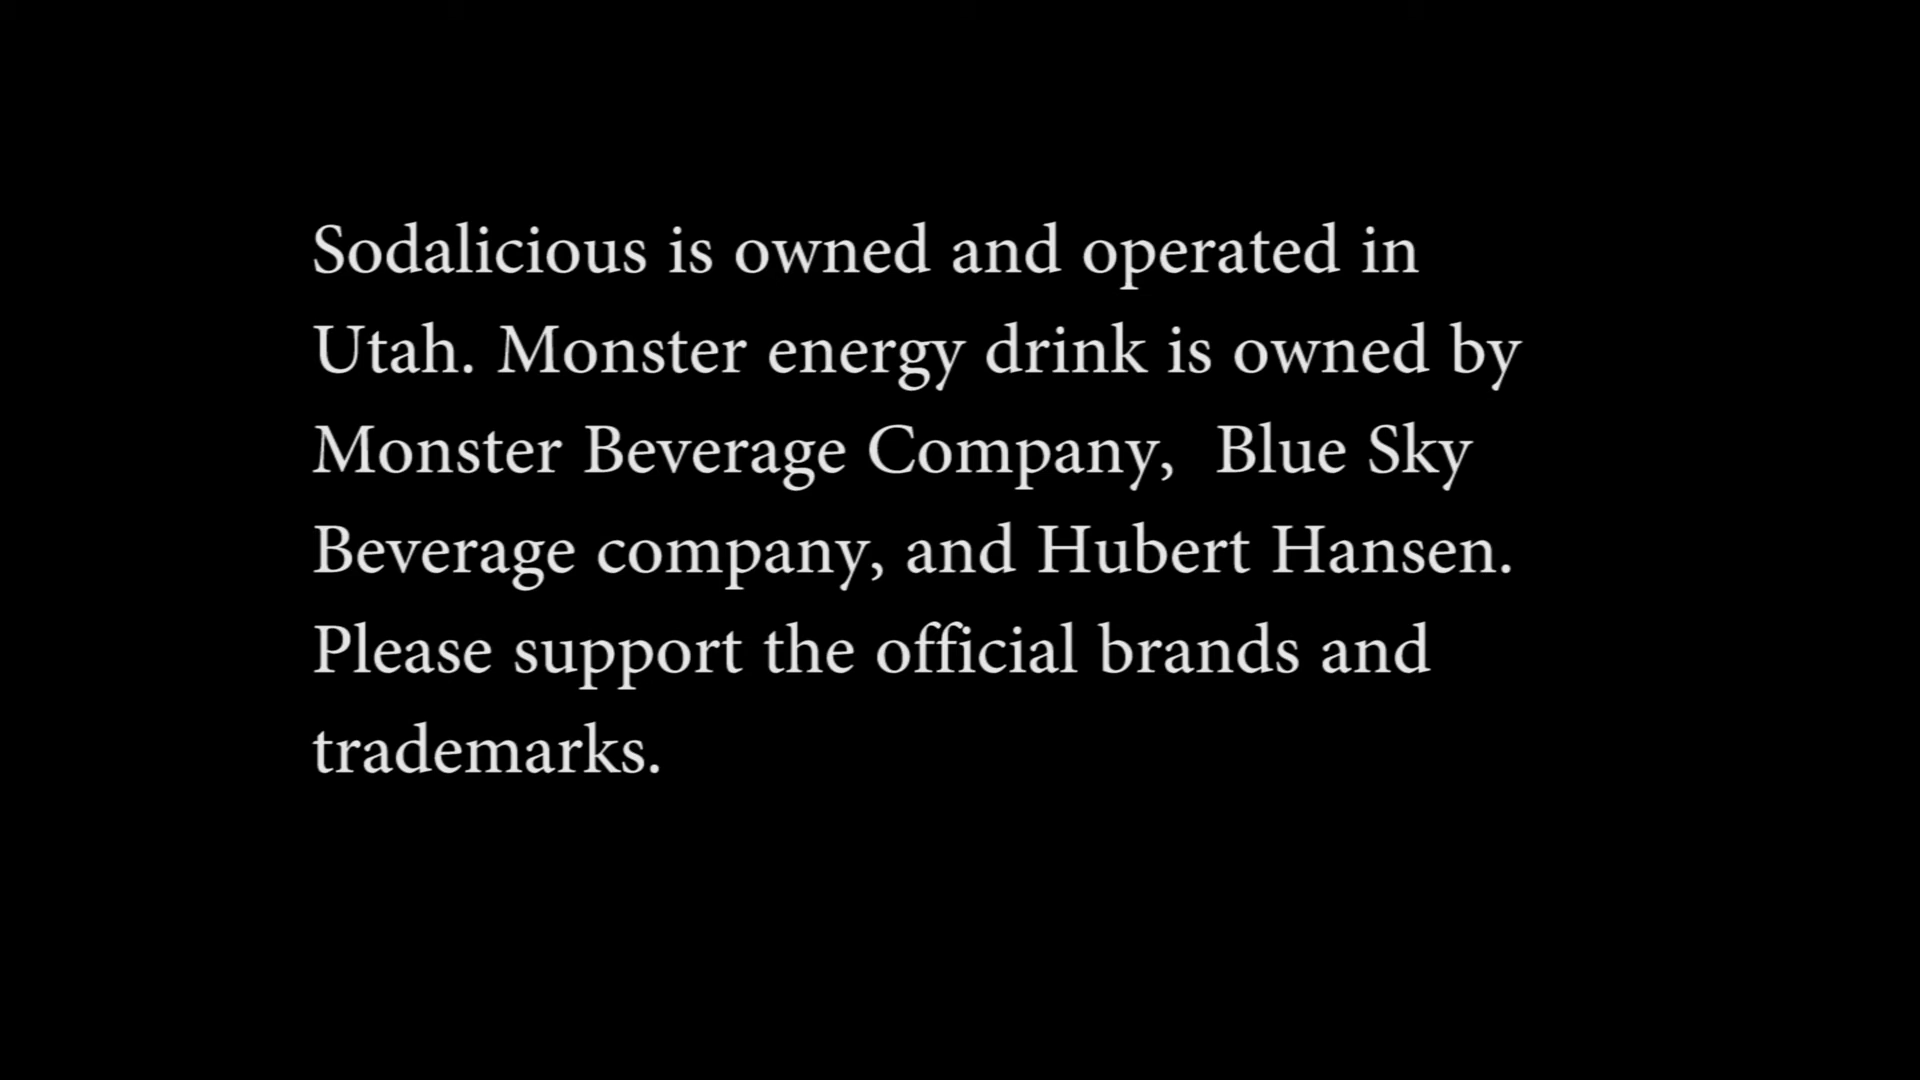 Sodalicious is owned and operated in
Utah. Monster energy drink is owned by
Monster Beverage Company,  Blue Sky
Beverage company, and Hubert Hansen.
Please support the official brands and
trademarks.